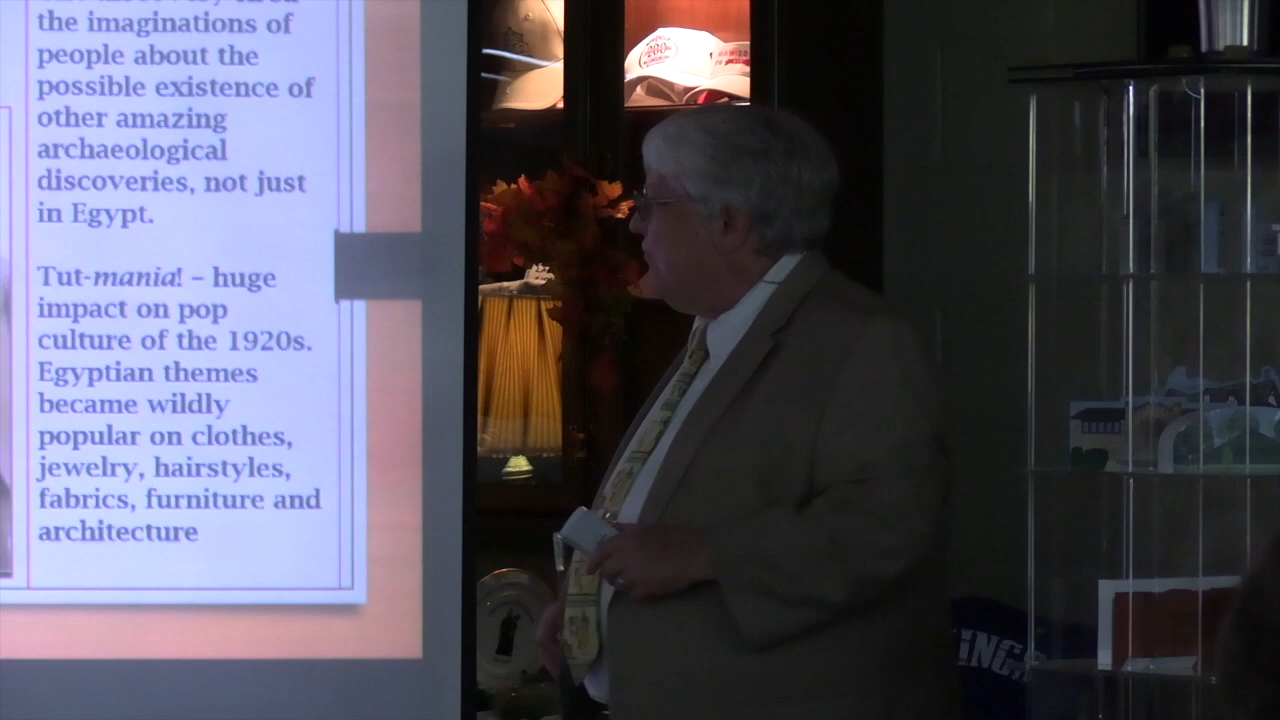 the imaginations of
people about the
possible existence of
other amazing
archaeological
discoveries, not just
in Egypt.
Tut-mania! – huge
impact on pop
culture of the 1920s.
Egyptian themes
became wildly
popular on clothes,
jewelry, hairstyles,
fabrics, furniture and
architecture
200